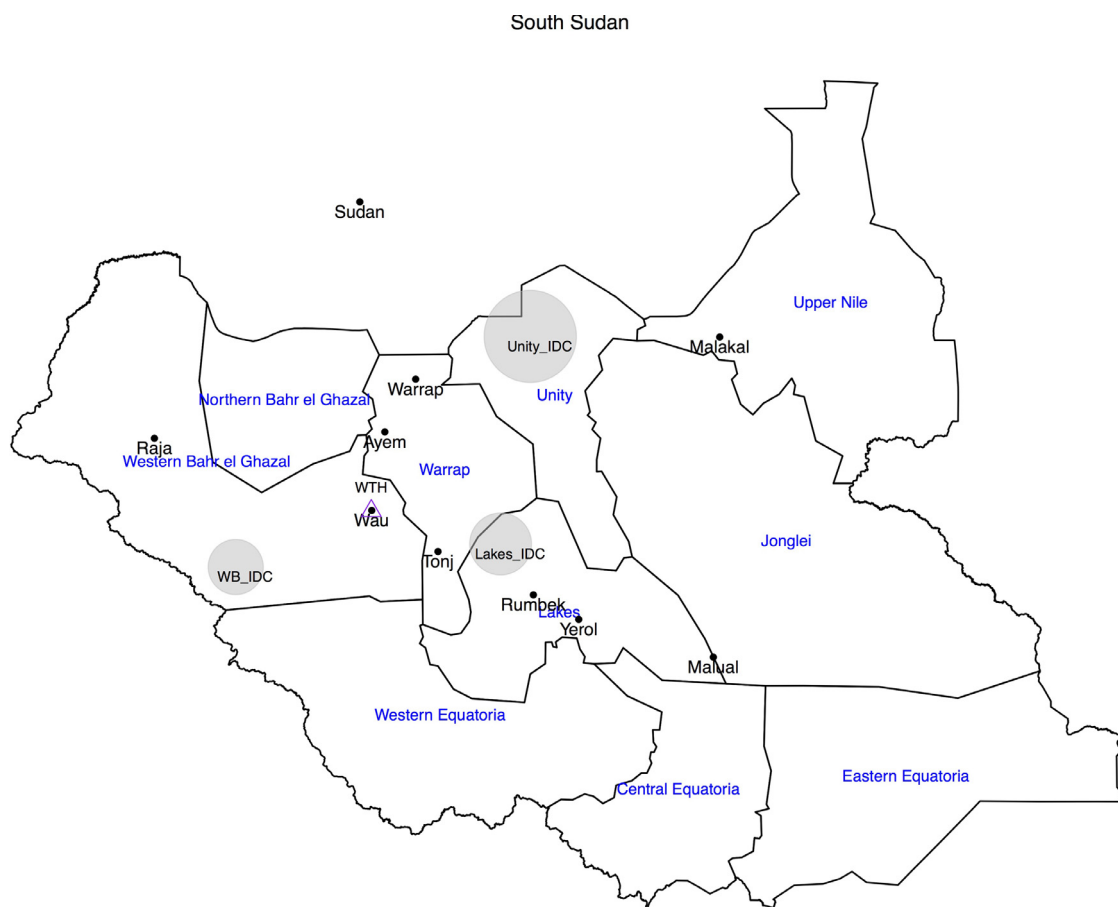 South Sudan
Sudan
Upper Nile
Malakal
Unity_IDC
Warrap
Unity
Northern Bahr el Ghazal
Ayem
Raja
Western Bahr el Ghazal
Warrap
WTH
Wau
Jonglei
Lakes_IDC
Tonj
WB_IDC
Rumbek
Lakes
Yerol
Malual
Western Equatoria
Eastern Equatoria
Central Equatoria